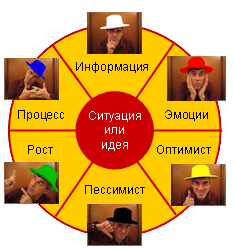 Информация
Процесс
Эмоции
Ситуация
или
идея
Рост
Оптимист
Пессимист